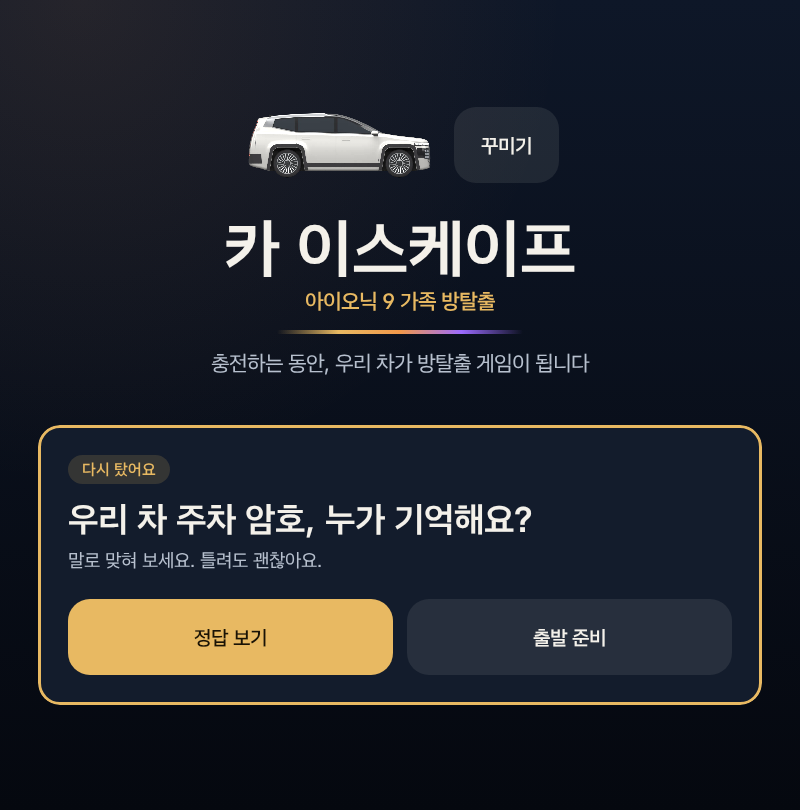 꾸미기
카 이스케이프
아이오닉 9 가족 방탈출
충전하는 동안, 우리 차가 방탈출 게임이 됩니다
다시 탔어요
우리 차 주차 암호, 누가 기억해요?
말로 맞혀 보세요. 틀려도 괜찮아요.
정답 보기
출발 준비